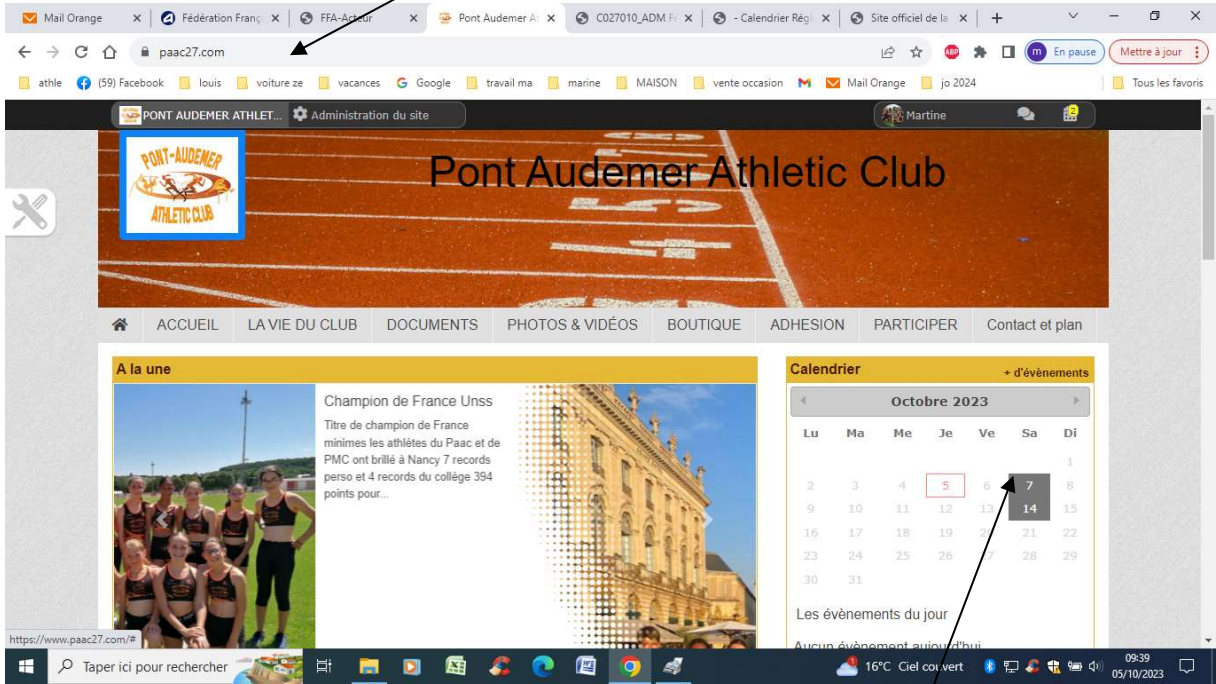 Mail Orange
Fédération Franç
FFA-Acteur
Pont Audemer A
C027010_ADM F
- Calendrier Régi
Site officiel de la
paac27.com
ABP
m
En pause
Mettre à jour
athle
(59) Facebook
louis
voiture ze
vacances
Google
travail ma
marine
MAISON
vente occasion
Mail Orange
jo 2024
Tous les favoris
PONT AUDEMER ATHLET...
Administration du site
Martine
2
PONT-AUDEMER
ATHLETIC CLUB
Pont Audemer Athletic Club
ACCUEIL
LA VIE DU CLUB
DOCUMENTS
PHOTOS & VIDÉOS
BOUTIQUE
ADHESION
PARTICIPER
Contact et plan
A la une
Champion de France Unss
Titre de champion de France
minimes les athlètes du Paac et de
PMC ont brillé à Nancy 7 records
perso et 4 records du collège 394
points pour...
Calendrier
+ d'évènements
Octobre 2023
Lu Ma Me Je Ve Sa Di
1
2 3 4 5 6 7 8
9 10 11 12 13 14 15
16 17 18 19 20 21 22
23 24 25 26 27 28 29
30 31
Les évènements du jour
Aucun évènement aujourd'hui
https://www.paac27.com/#
Taper ici pour rechercher
16°C Ciel couvert
09:39
05/10/2023